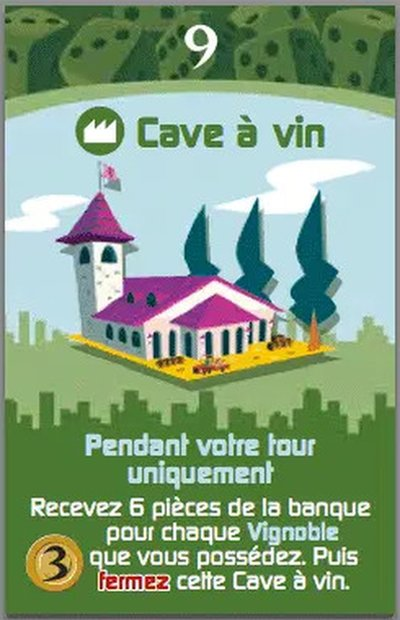 9
Cave à vin
Pendant votre tour
uniquement
Recevez 6 pièces de la banque
pour chaque Vignoble
3 que vous possédez. Puis
fermez cette Cave à vin.